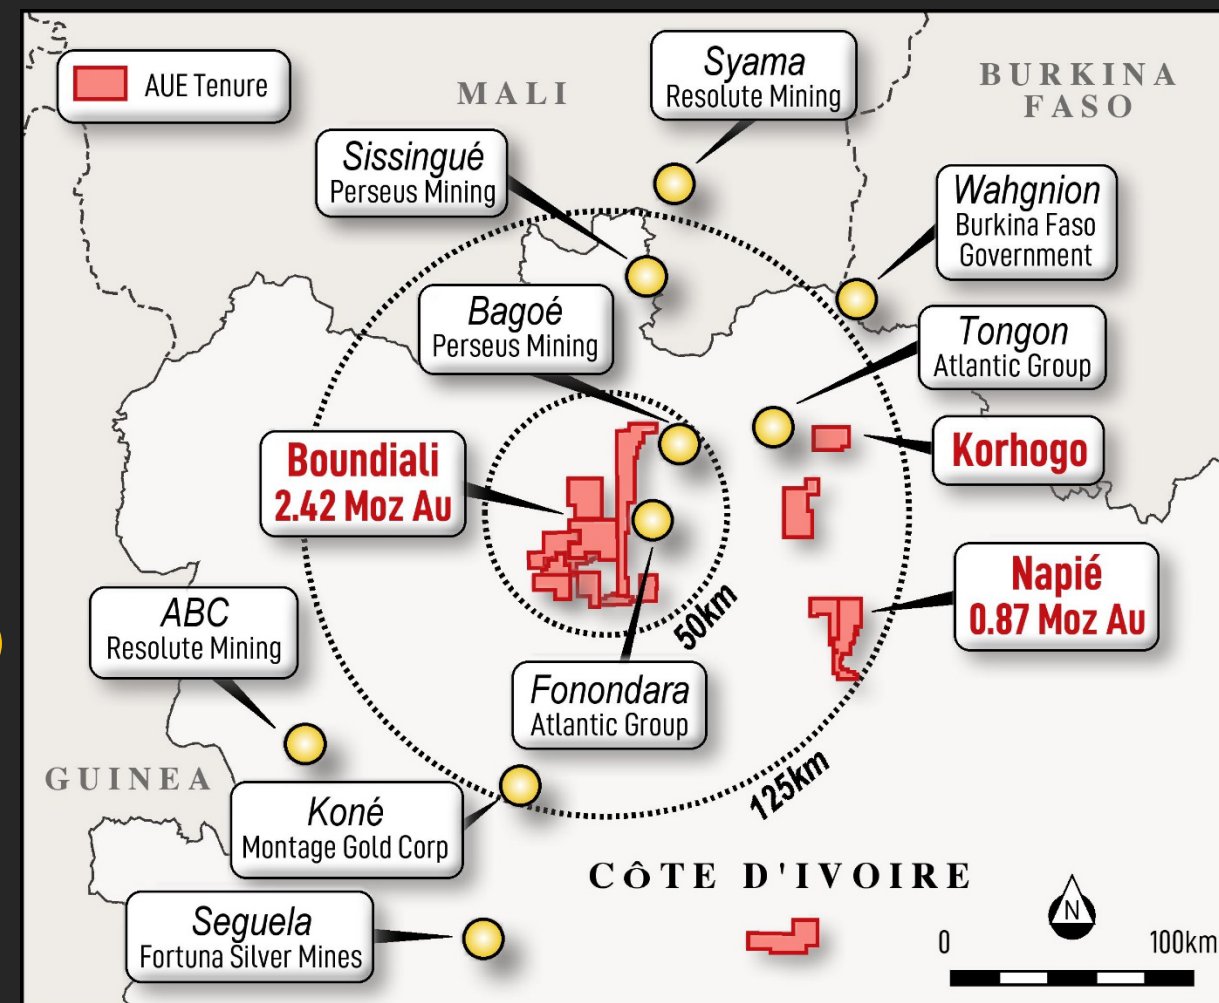 AUE Tenure
MALI
Syama
Resolute Mining
BURKINA
FASO
Sissingué
Perseus Mining
Wahgnion
Burkina Faso
Government
Bagoé
Perseus Mining
Tongon
Atlantic Group
Boundiali
2.42 Moz Au
Korhogo
Napié
0.87 Moz Au
50km
ABC
Resolute Mining
Fonondara
Atlantic Group
GUINEA
125km
Koné
Montage Gold Corp
CÔTE D'IVOIRE
Seguela
Fortuna Silver Mines
N
0 100km